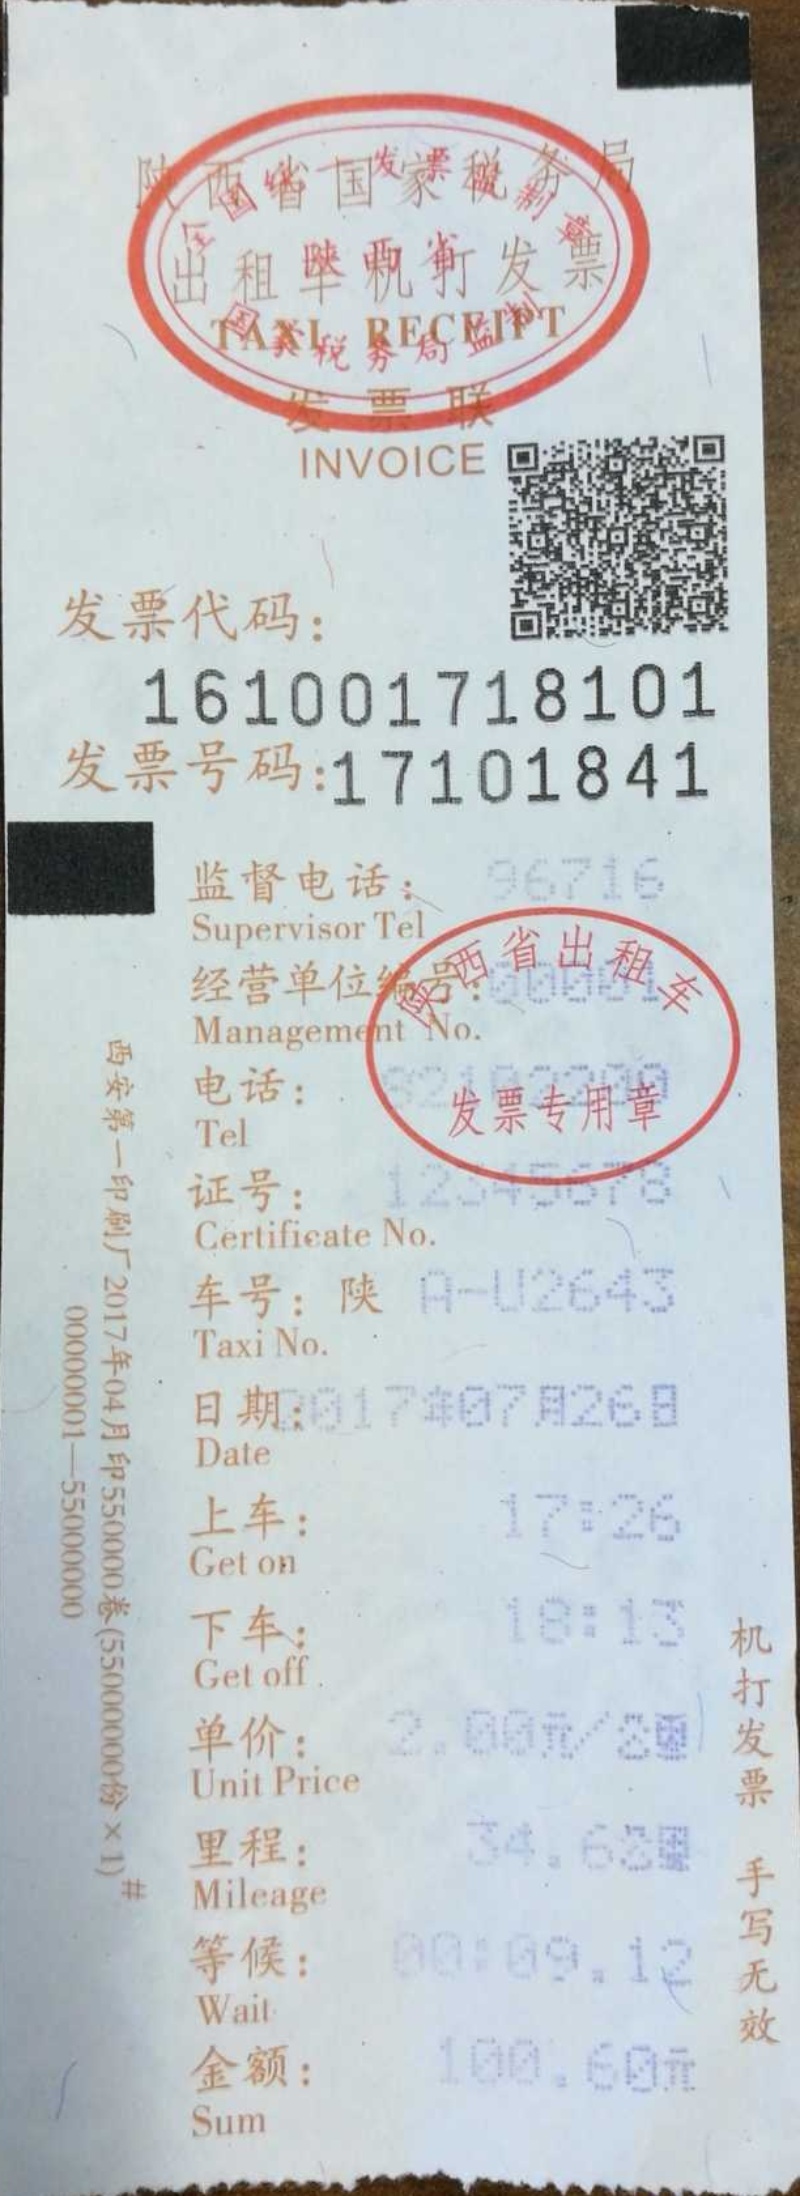 陕西省国家税务局
全国统一发票监制章
陕西省
国家税务局监制
出租车机打发票
TAXI RECEIPT
发票联
INVOICE
发票代码:
161001718101
发票号码:17101841
监督电话: 96716
Supervisor Tel
经营单位编号:00001
Management No.
陕西省出租车
发票专用章
电话:
Tel
证号: 12345678
Certificate No.
车号: 陕 A-U2643
Taxi No.
日期:2017年07月26日
Date
上车: 17:26
Get on
下车: 18:13
Get off
单价: 2.00元/公里
Unit Price
里程: 34.6公里
Mileage
等候: 00:09.12
Wait
金额: 100.60元
Sum
西安第一印刷厂2017年04月印550000卷(55000000份×1)#
00000001—55000000
机打发票 手写无效